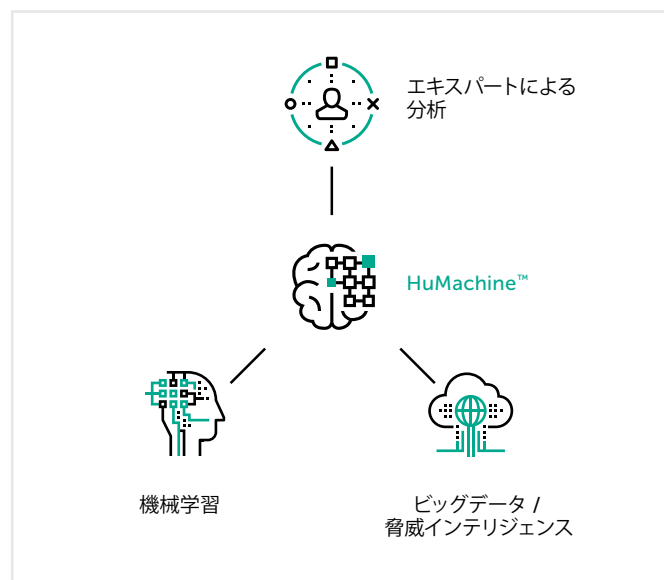 エキスパートによる
分析
HuMachine™
機械学習
ビッグデータ /
脅威インテリジェンス